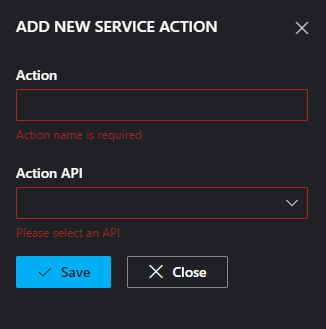 ADD NEW SERVICE ACTION
Action
Action name is required
Action API
Please select an API
Save
Close